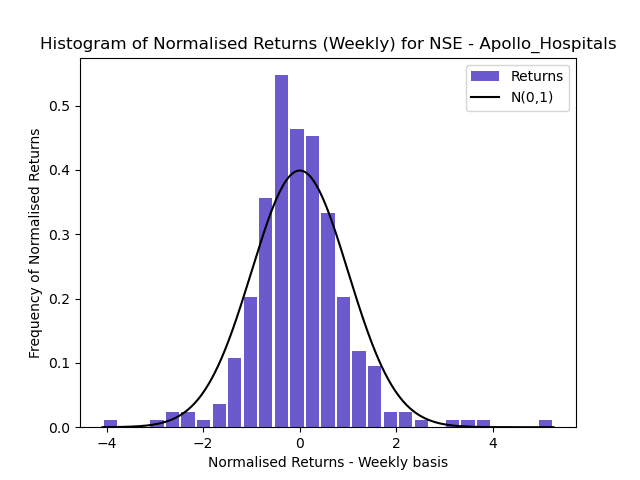 Histogram of Normalised Returns (Weekly) for NSE - Apollo_Hospitals
Returns
N(0,1)
Frequency of Normalised Returns
0.5
0.4
0.3
0.2
0.1
0.0
−4 −2 0 2 4
Normalised Returns - Weekly basis